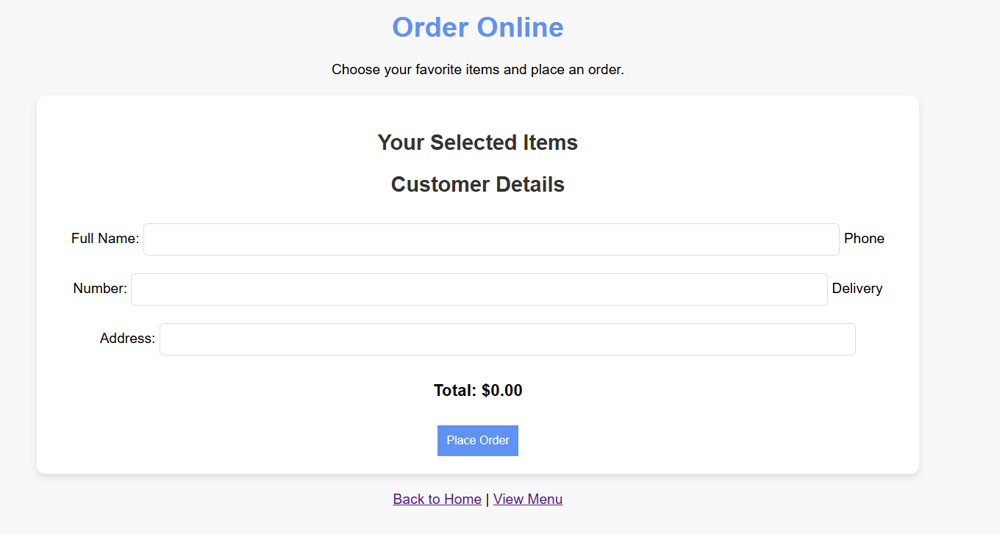 Order Online
Choose your favorite items and place an order.
Your Selected Items
Customer Details
Full Name: Phone
Number: Delivery
Address:
Total: $0.00
Place Order
Back to Home | View Menu